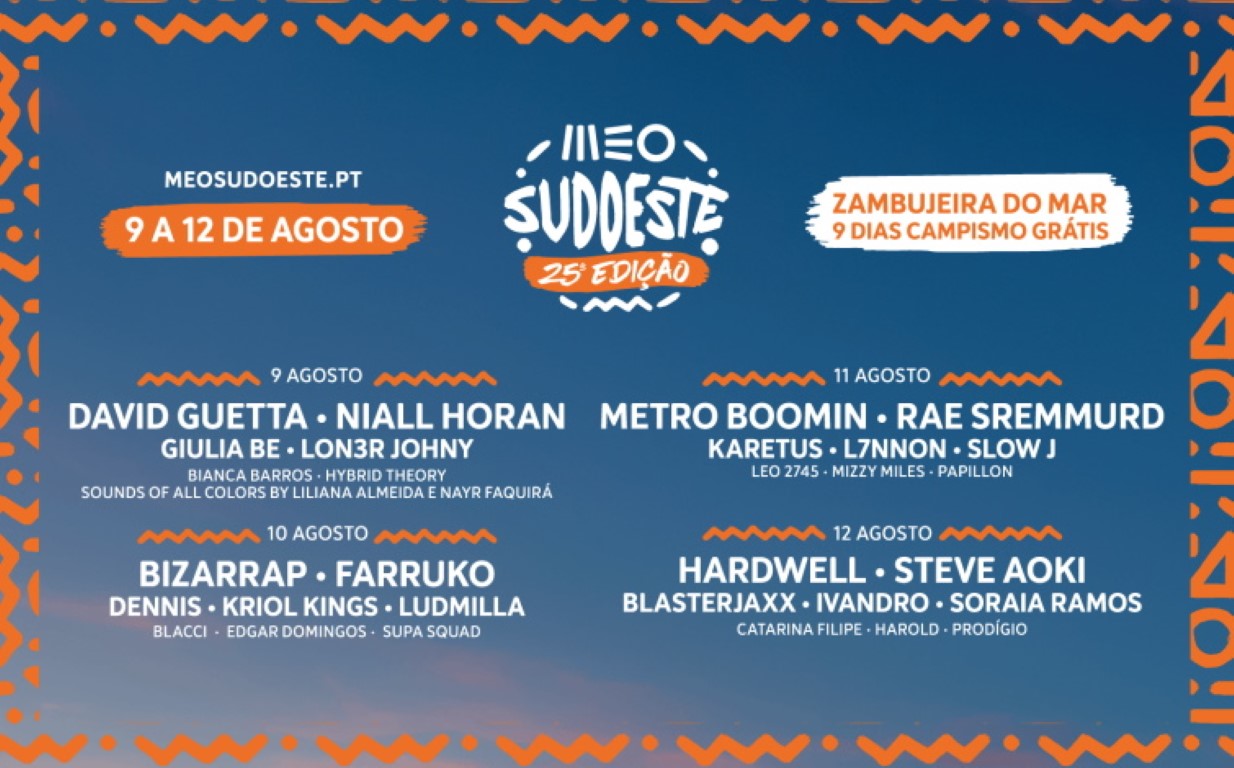 MEOSUDOESTE.PT
9 A 12 DE AGOSTO
MEO
SUDOESTE
25ª EDIÇÃO
ZAMBUJEIRA DO MAR
9 DIAS CAMPISMO GRÁTIS
9 AGOSTO
DAVID GUETTA • NIALL HORAN
GIULIA BE • LON3R JOHNY
BIANCA BARROS · HYBRID THEORY
SOUNDS OF ALL COLORS BY LILIANA ALMEIDA E NAYR FAQUIRÁ
10 AGOSTO
BIZARRAP • FARRUKO
DENNIS • KRIOL KINGS • LUDMILLA
BLACCI · EDGAR DOMINGOS · SUPA SQUAD
11 AGOSTO
METRO BOOMIN • RAE SREMMURD
KARETUS • L7NNON • SLOW J
LEO 2745 · MIZZY MILES · PAPILLON
12 AGOSTO
HARDWELL • STEVE AOKI
BLASTERJAXX • IVANDRO • SORAIA RAMOS
CATARINA FILIPE · HAROLD · PRODÍGIO